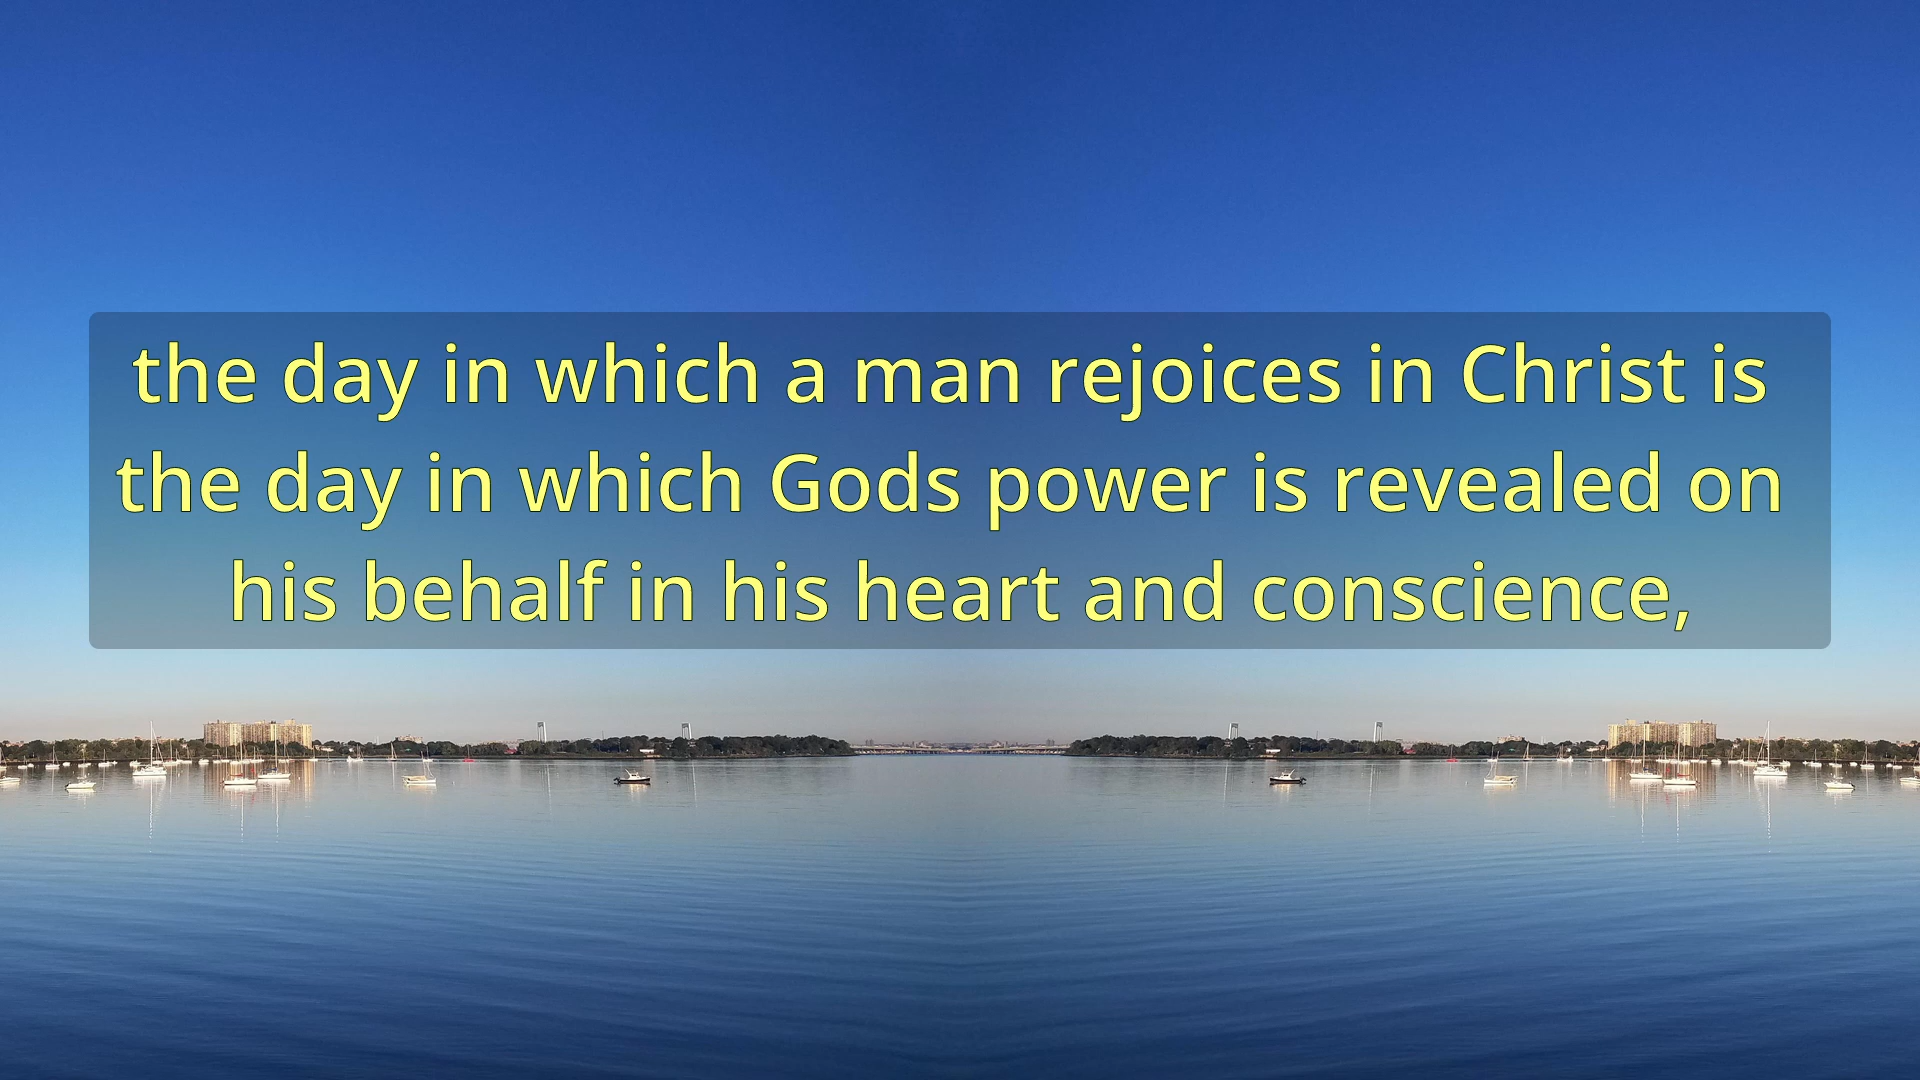 the day in which a man rejoices in Christ is
the day in which Gods power is revealed on
his behalf in his heart and conscience,